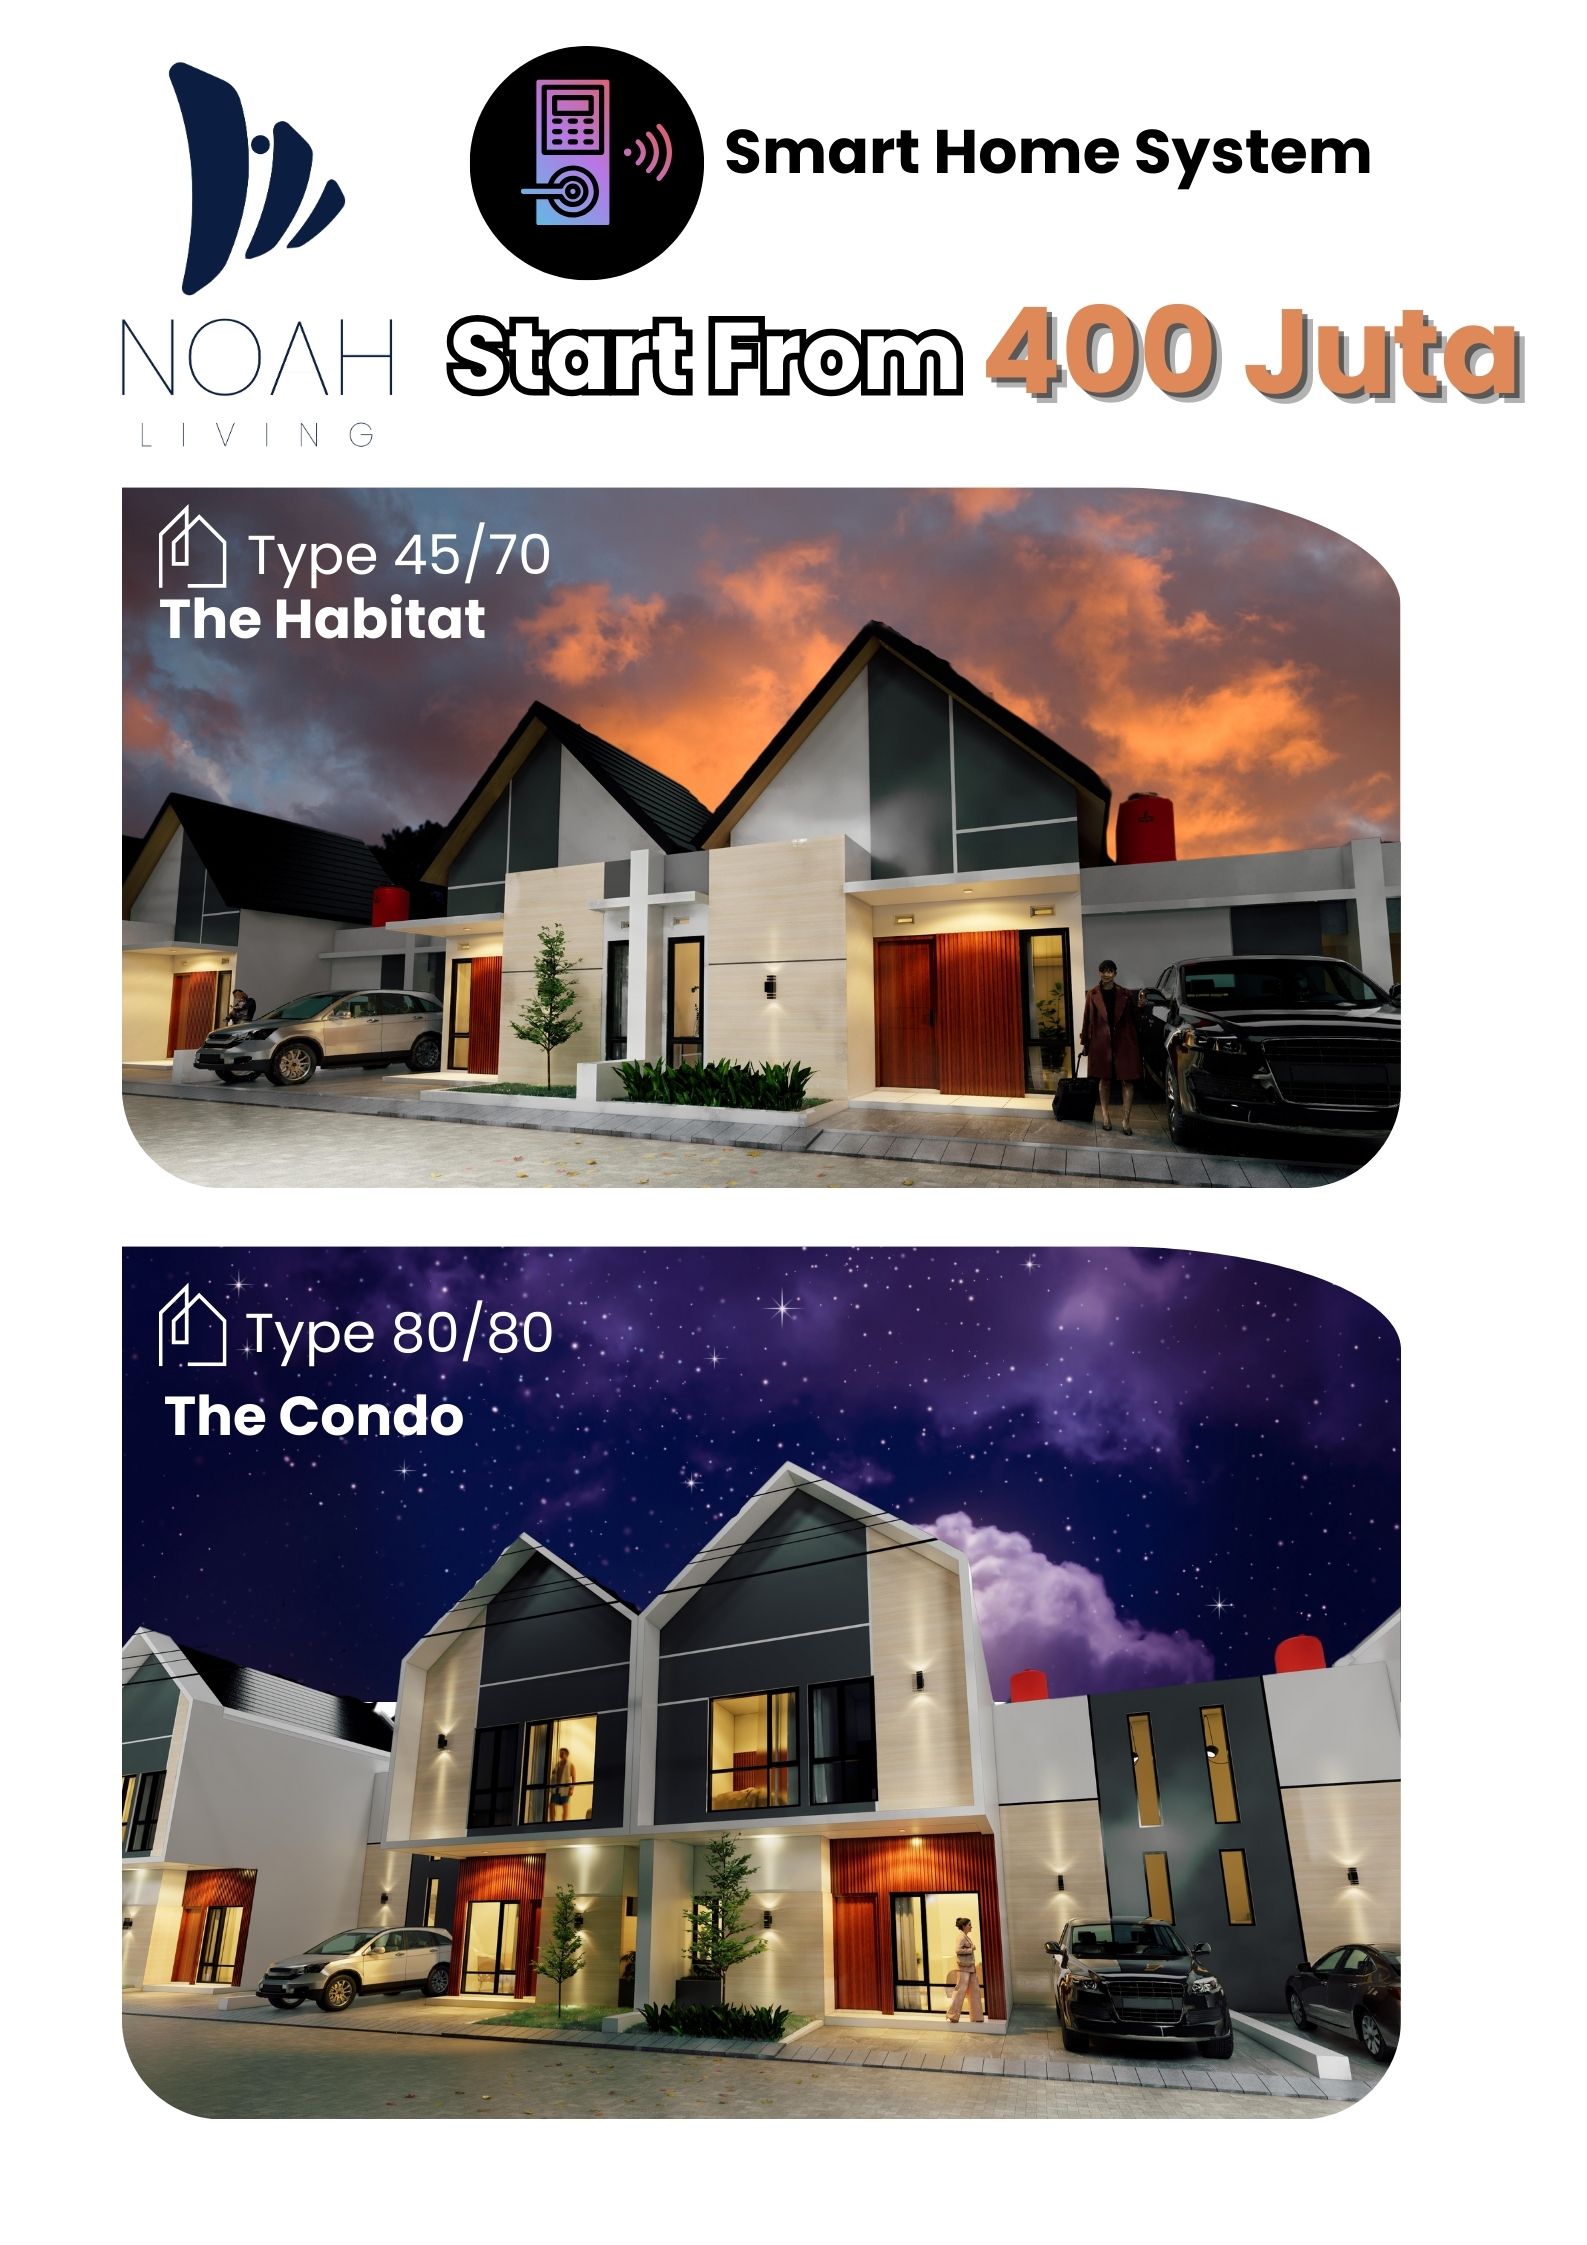 Smart Home System
NOAH
LIVING
Start From 400 Juta
Type 45/70
The Habitat
Type 80/80
The Condo